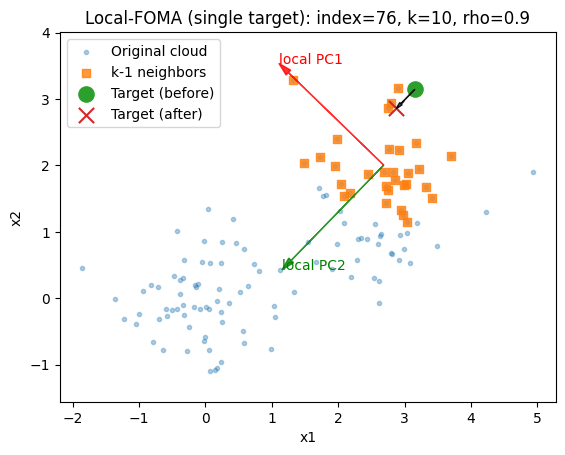 Local-FOMA (single target): index=76, k=10, rho=0.9
Original cloud
k-1 neighbors
Target (before)
Target (after)
local PC1
local PC2
4
3
2
1
0
−1
x2
−2 −1 0 1 2 3 4 5
x1